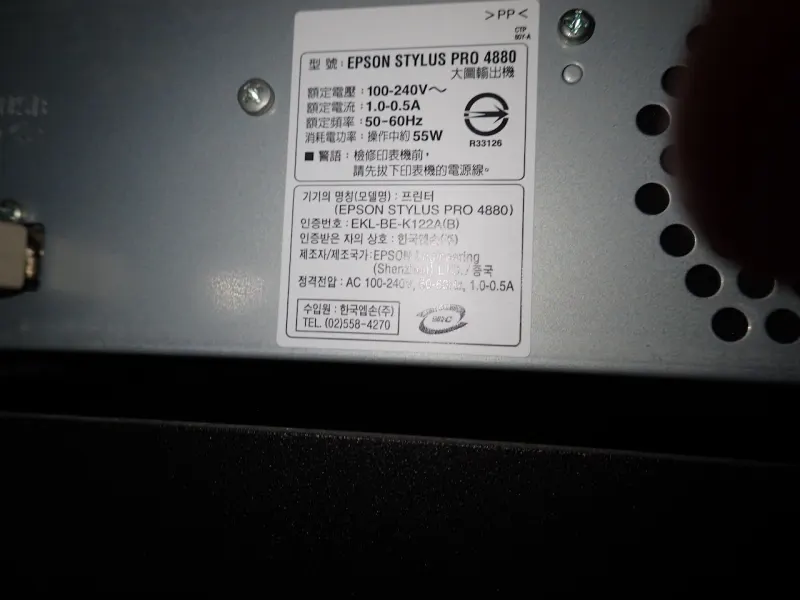 >PP<
型號:EPSON STYLUS PRO 4880
大圖輸出機
額定電壓:100-240V～
額定電流:1.0-0.5A
額定頻率:50-60Hz
消耗電功率:操作中約 55W
R33126
■ 警語:檢修印表機前,
請先拔下印表機的電源線。
기기의 명칭(모델명) : 프린터
(EPSON STYLUS PRO 4880)
인증번호 : EKL-BE-K122A(B)
인증받은 자의 상호 : 한국엡손(주)
제조자/제조국가:EPSON Engineering
(Shenzhen) LTD./중국
정격전압 : AC 100-240V, 50-60Hz, 1.0-0.5A
수입원 : 한국엡손(주)
TEL. (02)558-4270